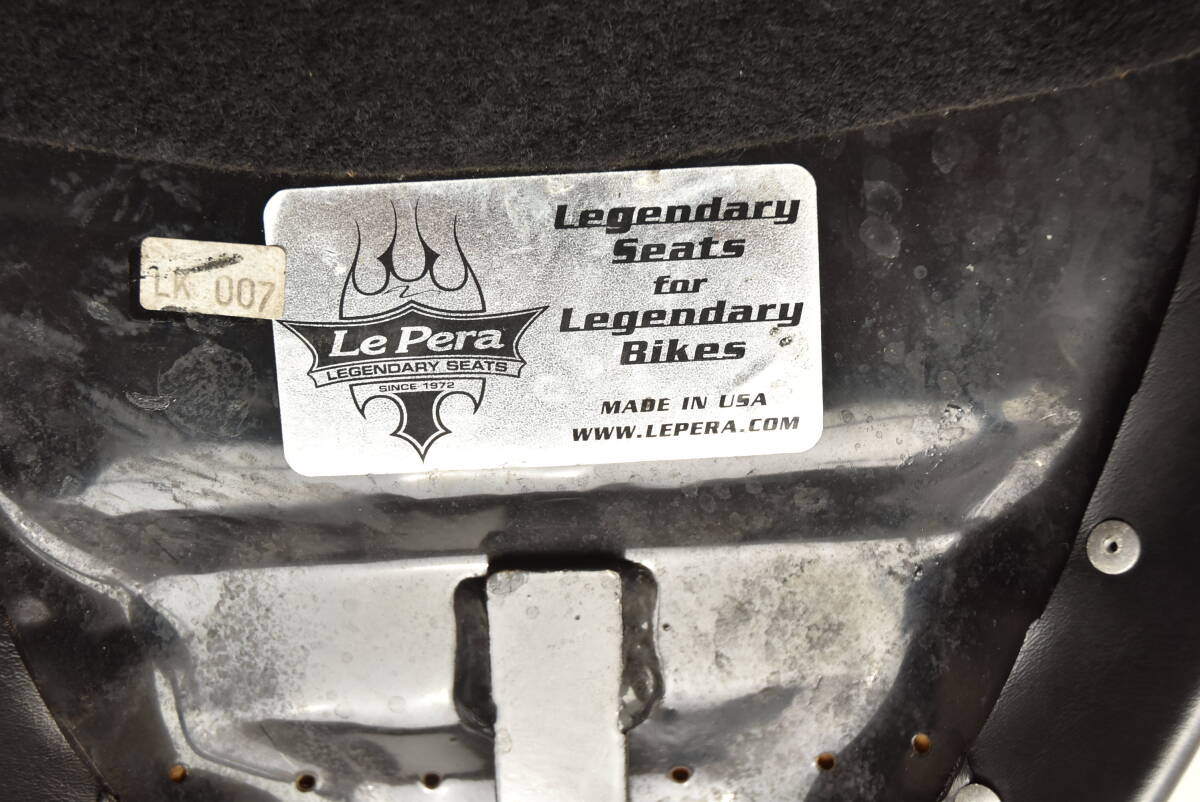 LK 007
Le Pera
LEGENDARY SEATS
SINCE 1972
Legendary
Seats
for
Legendary
Bikes
MADE IN USA
WWW.LEPERA.COM